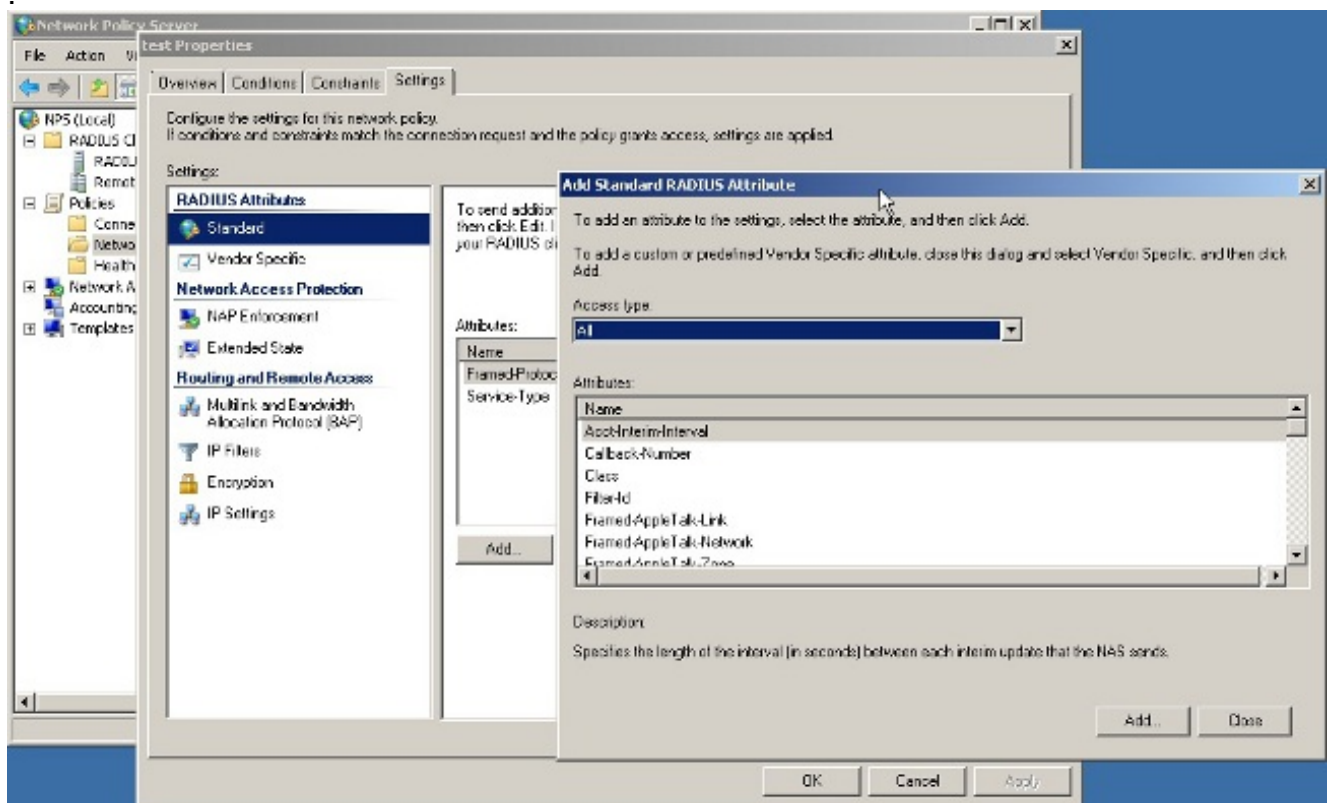 Network Policy Server
File Action Vi
NPS (Local)
RADIUS Cl
RADIU
Remot
Policies
Conne
Netwo
Health
Network A
Accounting
Templates
test Properties
Overview Conditions Constraints Settings
Configure the settings for this network policy.
If conditions and constraints match the connection request and the policy grants access, settings are applied.
Settings:
RADIUS Attributes
Standard
Vendor Specific
Network Access Protection
NAP Enforcement
Extended State
Routing and Remote Access
Multilink and Bandwidth
Allocation Protocol (BAP)
IP Filters
Encryption
IP Settings
To send addition
then click Edit. I
your RADIUS cli
Attributes:
Name
Framed-Protoc
Service-Type
Add...
OK Cancel Apply
Add Standard RADIUS Attribute
To add an attribute to the settings, select the attribute, and then click Add.
To add a custom or predefined Vendor Specific attribute, close this dialog and select Vendor Specific, and then click
Add.
Access type:
All
Attributes:
Name
Acct-Interim-Interval
Callback-Number
Class
Filter-Id
Framed-AppleTalk-Link
Framed-AppleTalk-Network
Framed-AppleTalk-Zone
Description:
Specifies the length of the interval (in seconds) between each interim update that the NAS sends.
Add... Close